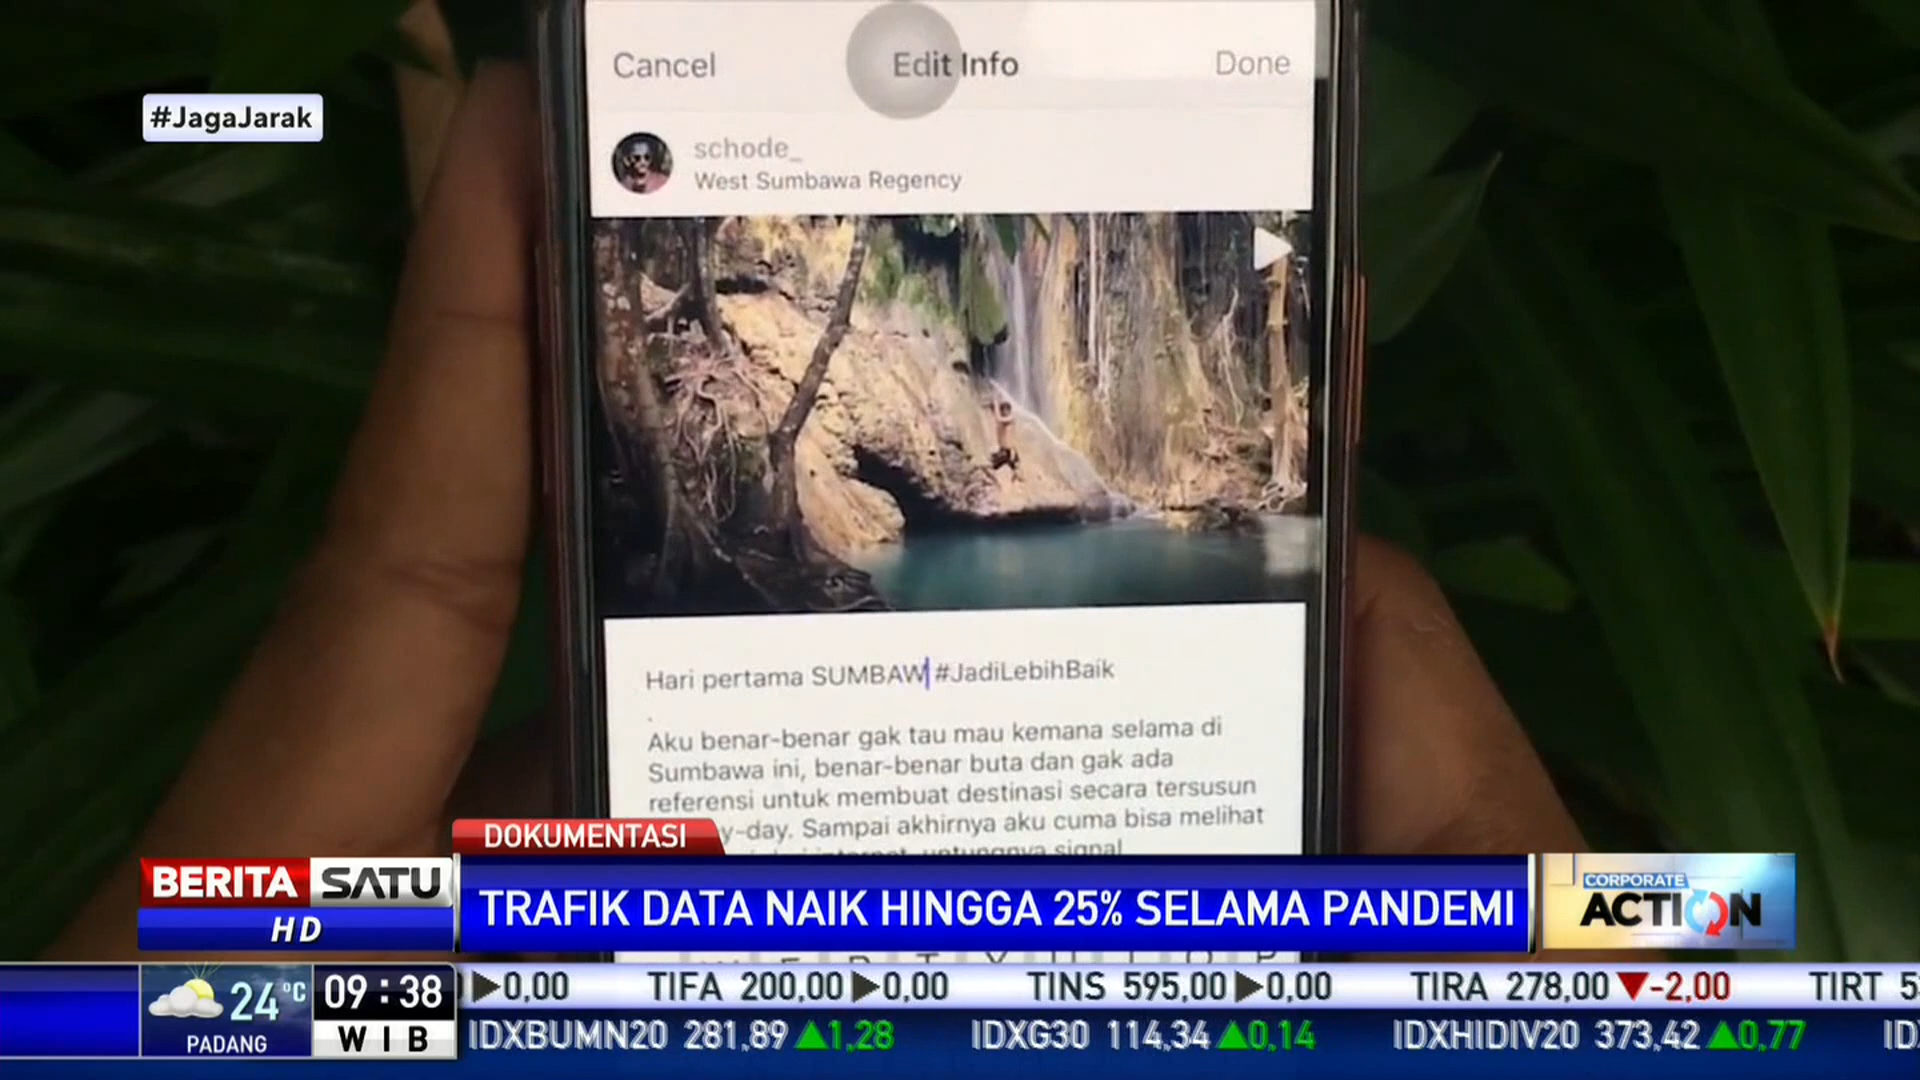 Cancel
Edit Info
Done
#JagaJarak
schode_
West Sumbawa Regency
Hari pertama SUMBAW #JadiLebihBaik
.
Aku benar-benar gak tau mau kemana selama di
Sumbawa ini, benar-benar buta dan gak ada
referensi untuk membuat destinasi secara tersusun
y-day. Sampai akhirnya aku cuma bisa melihat
internet, untungnya signal
DOKUMENTASI
BERITA SATU
HD
TRAFIK DATA NAIK HINGGA 25% SELAMA PANDEMI
CORPORATE
ACTION
24°C
PADANG
09:38
WIB
0,00 TIFA 200,00 0,00 TINS 595,00 0,00 TIRA 278,00 -2,00 TIRT
IDXBUMN20 281,89 1,28 IDXG30 114,34 0,14 IDXHIDIV20 373,42 0,77